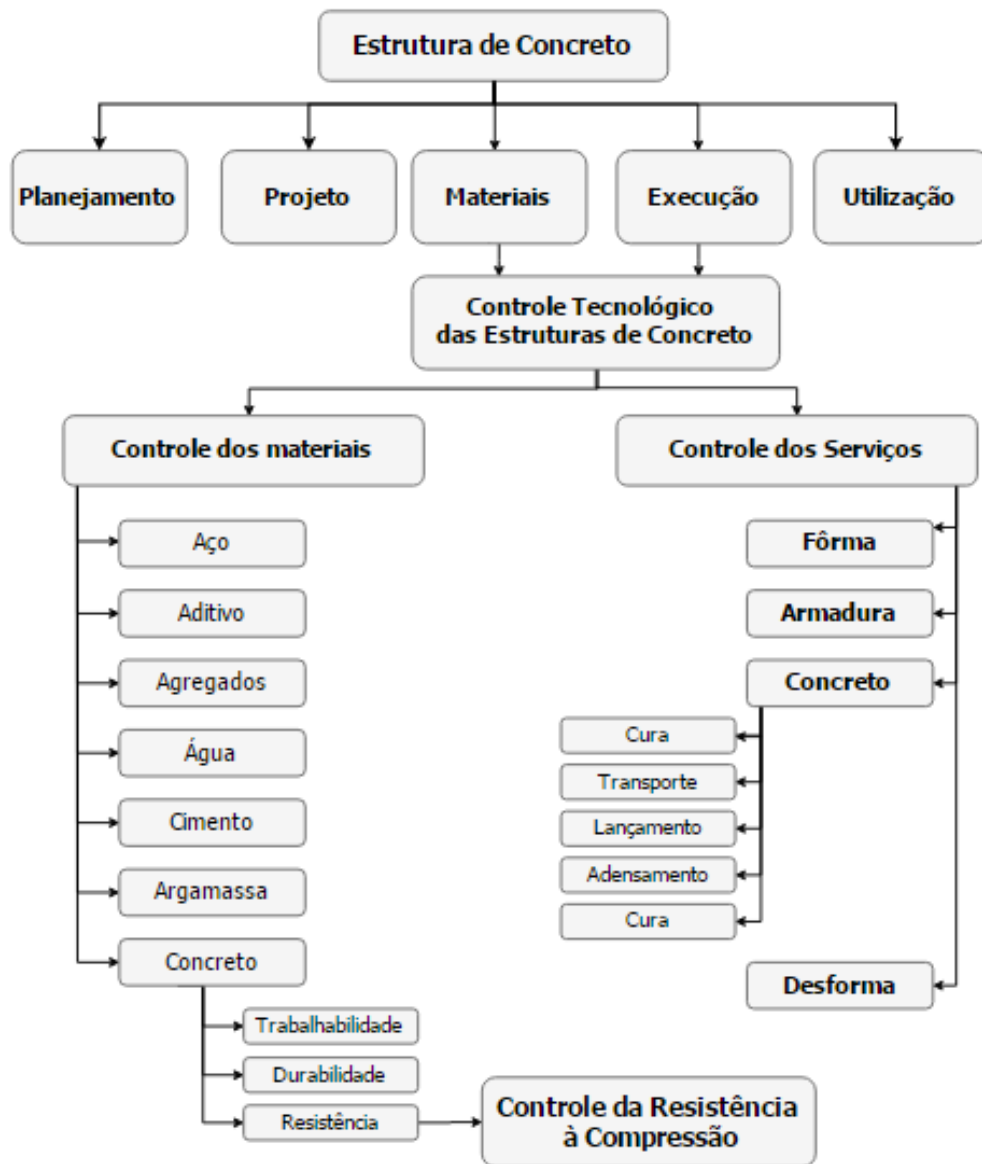 Estrutura de Concreto
Planejamento
Projeto
Materiais
Execução
Utilização
Controle Tecnológico
das Estruturas de Concreto
Controle dos materiais
Aço
Aditivo
Agregados
Água
Cimento
Argamassa
Concreto
Trabalhabilidade
Durabilidade
Resistência
Controle da Resistência
à Compressão
Controle dos Serviços
Fôrma
Armadura
Concreto
Cura
Transporte
Lançamento
Adensamento
Cura
Desforma